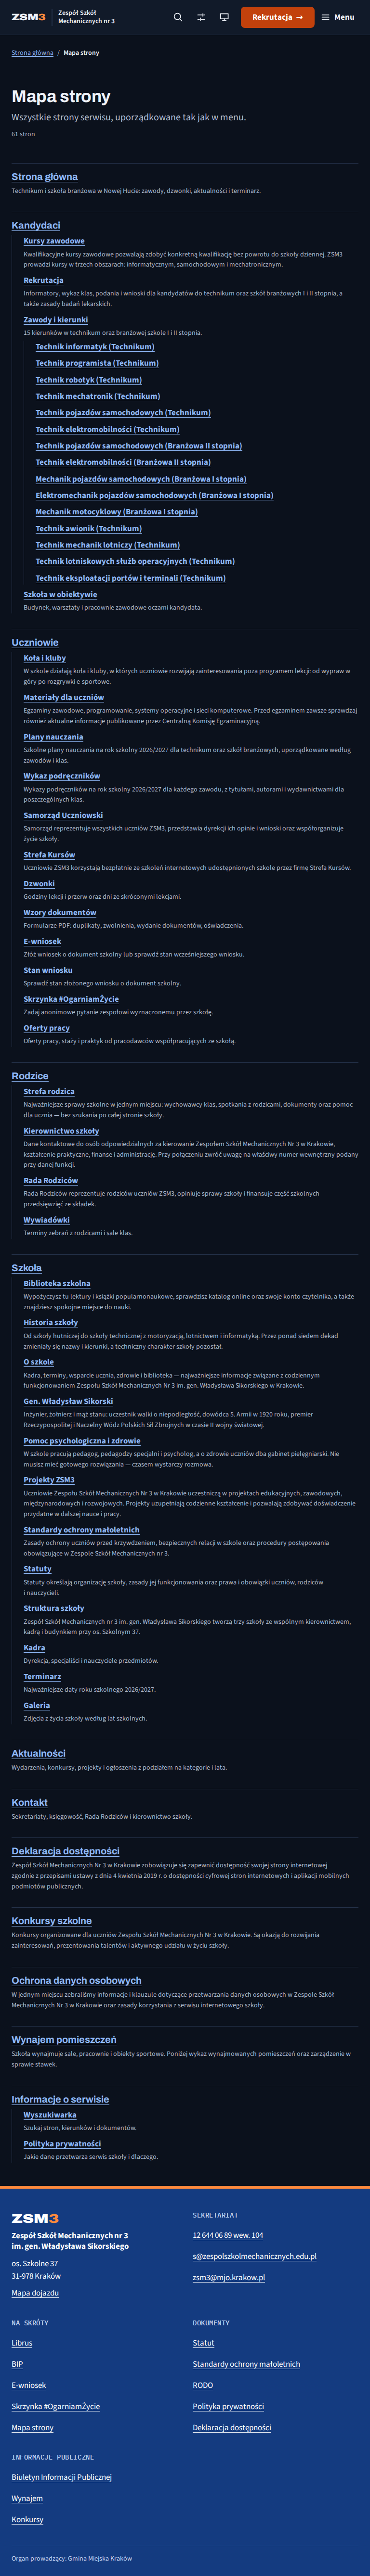 ZSM3
Zespół Szkół
Mechanicznych nr 3
Rekrutacja →
Menu
Strona główna / Mapa strony
Mapa strony
Wszystkie strony serwisu, uporządkowane tak jak w menu.
61 stron
Strona główna
Technikum i szkoła branżowa w Nowej Hucie: zawody, dzwonki, aktualności i terminarz.
Kandydaci
Kursy zawodowe
Kwalifikacyjne kursy zawodowe pozwalają zdobyć konkretną kwalifikację bez powrotu do szkoły dziennej. ZSM3
prowadzi kursy w trzech obszarach: informatycznym, samochodowym i mechatronicznym.
Rekrutacja
Informatory, wykaz klas, podania i wnioski dla kandydatów do technikum oraz szkół branżowych I i II stopnia, a
także zasady badań lekarskich.
Zawody i kierunki
15 kierunków w technikum oraz branżowej szkole I i II stopnia.
Technik informatyk (Technikum)
Technik programista (Technikum)
Technik robotyk (Technikum)
Technik mechatronik (Technikum)
Technik pojazdów samochodowych (Technikum)
Technik elektromobilności (Technikum)
Technik pojazdów samochodowych (Branżowa II stopnia)
Technik elektromobilności (Branżowa II stopnia)
Mechanik pojazdów samochodowych (Branżowa I stopnia)
Elektromechanik pojazdów samochodowych (Branżowa I stopnia)
Mechanik motocyklowy (Branżowa I stopnia)
Technik awionik (Technikum)
Technik mechanik lotniczy (Technikum)
Technik lotniskowych służb operacyjnych (Technikum)
Technik eksploatacji portów i terminali (Technikum)
Szkoła w obiektywie
Budynek, warsztaty i pracownie zawodowe oczami kandydata.
Uczniowie
Koła i kluby
W szkole działają koła i kluby, w których uczniowie rozwijają zainteresowania poza programem lekcji: od wypraw w
góry po rozgrywki e-sportowe.
Materiały dla uczniów
Egzaminy zawodowe, programowanie, systemy operacyjne i sieci komputerowe. Przed egzaminem zawsze sprawdzaj
również aktualne informacje publikowane przez Centralną Komisję Egzaminacyjną.
Plany nauczania
Szkolne plany nauczania na rok szkolny 2026/2027 dla technikum oraz szkół branżowych, uporządkowane według
zawodów i klas.
Wykaz podręczników
Wykazy podręczników na rok szkolny 2026/2027 dla każdego zawodu, z tytułami, autorami i wydawnictwami dla
poszczególnych klas.
Samorząd Uczniowski
Samorząd reprezentuje wszystkich uczniów ZSM3, przedstawia dyrekcji ich opinie i wnioski oraz współorganizuje
życie szkoły.
Strefa Kursów
Uczniowie ZSM3 korzystają bezpłatnie ze szkoleń internetowych udostępnionych szkole przez firmę Strefa Kursów.
Dzwonki
Godziny lekcji i przerw oraz dni ze skróconymi lekcjami.
Wzory dokumentów
Formularze PDF: duplikaty, zwolnienia, wydanie dokumentów, oświadczenia.
E-wniosek
Złóż wniosek o dokument szkolny lub sprawdź stan wcześniejszego wniosku.
Stan wniosku
Sprawdź stan złożonego wniosku o dokument szkolny.
Skrzynka #OgarniamŻycie
Zadaj anonimowe pytanie zespołowi wyznaczonemu przez szkołę.
Oferty pracy
Oferty pracy, staży i praktyk od pracodawców współpracujących ze szkołą.
Rodzice
Strefa rodzica
Najważniejsze sprawy szkolne w jednym miejscu: wychowawcy klas, spotkania z rodzicami, dokumenty oraz pomoc
dla ucznia — bez szukania po całej stronie szkoły.
Kierownictwo szkoły
Dane kontaktowe do osób odpowiedzialnych za kierowanie Zespołem Szkół Mechanicznych Nr 3 w Krakowie,
kształcenie praktyczne, finanse i administrację. Przy połączeniu zwróć uwagę na właściwy numer wewnętrzny podany
przy danej funkcji.
Rada Rodziców
Rada Rodziców reprezentuje rodziców uczniów ZSM3, opiniuje sprawy szkoły i finansuje część szkolnych
przedsięwzięć ze składek.
Wywiadówki
Terminy zebrań z rodzicami i sale klas.
Szkoła
Biblioteka szkolna
Wypożyczysz tu lektury i książki popularnonaukowe, sprawdzisz katalog online oraz swoje konto czytelnika, a także
znajdziesz spokojne miejsce do nauki.
Historia szkoły
Od szkoły hutniczej do szkoły technicznej z motoryzacją, lotnictwem i informatyką. Przez ponad siedem dekad
zmieniały się nazwy i kierunki, a techniczny charakter szkoły pozostał.
O szkole
Kadra, terminy, wsparcie ucznia, zdrowie i biblioteka — najważniejsze informacje związane z codziennym
funkcjonowaniem Zespołu Szkół Mechanicznych Nr 3 im. gen. Władysława Sikorskiego w Krakowie.
Gen. Władysław Sikorski
Inżynier, żołnierz i mąż stanu: uczestnik walki o niepodległość, dowódca 5. Armii w 1920 roku, premier
Rzeczypospolitej i Naczelny Wódz Polskich Sił Zbrojnych w czasie II wojny światowej.
Pomoc psychologiczna i zdrowie
W szkole pracują pedagog, pedagodzy specjalni i psycholog, a o zdrowie uczniów dba gabinet pielęgniarski. Nie
musisz mieć gotowego rozwiązania — czasem wystarczy rozmowa.
Projekty ZSM3
Uczniowie Zespołu Szkół Mechanicznych Nr 3 w Krakowie uczestniczą w projektach edukacyjnych, zawodowych,
międzynarodowych i rozwojowych. Projekty uzupełniają codzienne kształcenie i pozwalają zdobywać doświadczenie
przydatne w dalszej nauce i pracy.
Standardy ochrony małoletnich
Zasady ochrony uczniów przed krzywdzeniem, bezpiecznych relacji w szkole oraz procedury postępowania
obowiązujące w Zespole Szkół Mechanicznych nr 3.
Statuty
Statuty określają organizację szkoły, zasady jej funkcjonowania oraz prawa i obowiązki uczniów, rodziców
i nauczycieli.
Struktura szkoły
Zespół Szkół Mechanicznych nr 3 im. gen. Władysława Sikorskiego tworzą trzy szkoły ze wspólnym kierownictwem,
kadrą i budynkiem przy os. Szkolnym 37.
Kadra
Dyrekcja, specjaliści i nauczyciele przedmiotów.
Terminarz
Najważniejsze daty roku szkolnego 2026/2027.
Galeria
Zdjęcia z życia szkoły według lat szkolnych.
Aktualności
Wydarzenia, konkursy, projekty i ogłoszenia z podziałem na kategorie i lata.
Kontakt
Sekretariaty, księgowość, Rada Rodziców i kierownictwo szkoły.
Deklaracja dostępności
Zespół Szkół Mechanicznych Nr 3 w Krakowie zobowiązuje się zapewnić dostępność swojej strony internetowej
zgodnie z przepisami ustawy z dnia 4 kwietnia 2019 r. o dostępności cyfrowej stron internetowych i aplikacji mobilnych
podmiotów publicznych.
Konkursy szkolne
Konkursy organizowane dla uczniów Zespołu Szkół Mechanicznych Nr 3 w Krakowie. Są okazją do rozwijania
zainteresowań, prezentowania talentów i aktywnego udziału w życiu szkoły.
Ochrona danych osobowych
W jednym miejscu zebraliśmy informacje i klauzule dotyczące przetwarzania danych osobowych w Zespole Szkół
Mechanicznych Nr 3 w Krakowie oraz zasady korzystania z serwisu internetowego szkoły.
Wynajem pomieszczeń
Szkoła wynajmuje sale, pracownie i obiekty sportowe. Poniżej wykaz wynajmowanych pomieszczeń oraz zarządzenie w
sprawie stawek.
Informacje o serwisie
Wyszukiwarka
Szukaj stron, kierunków i dokumentów.
Polityka prywatności
Jakie dane przetwarza serwis szkoły i dlaczego.
ZSM3
Zespół Szkół Mechanicznych nr 3
im. gen. Władysława Sikorskiego
os. Szkolne 37
31-978 Kraków
Mapa dojazdu
SEKRETARIAT
12 644 06 89 wew. 104
s@zespolszkolmechanicznych.edu.pl
zsm3@mjo.krakow.pl
NA SKRÓTY
Librus
BIP
E-wniosek
Skrzynka #OgarniamŻycie
Mapa strony
DOKUMENTY
Statut
Standardy ochrony małoletnich
RODO
Polityka prywatności
Deklaracja dostępności
INFORMACJE PUBLICZNE
Biuletyn Informacji Publicznej
Wynajem
Konkursy
Organ prowadzący: Gmina Miejska Kraków